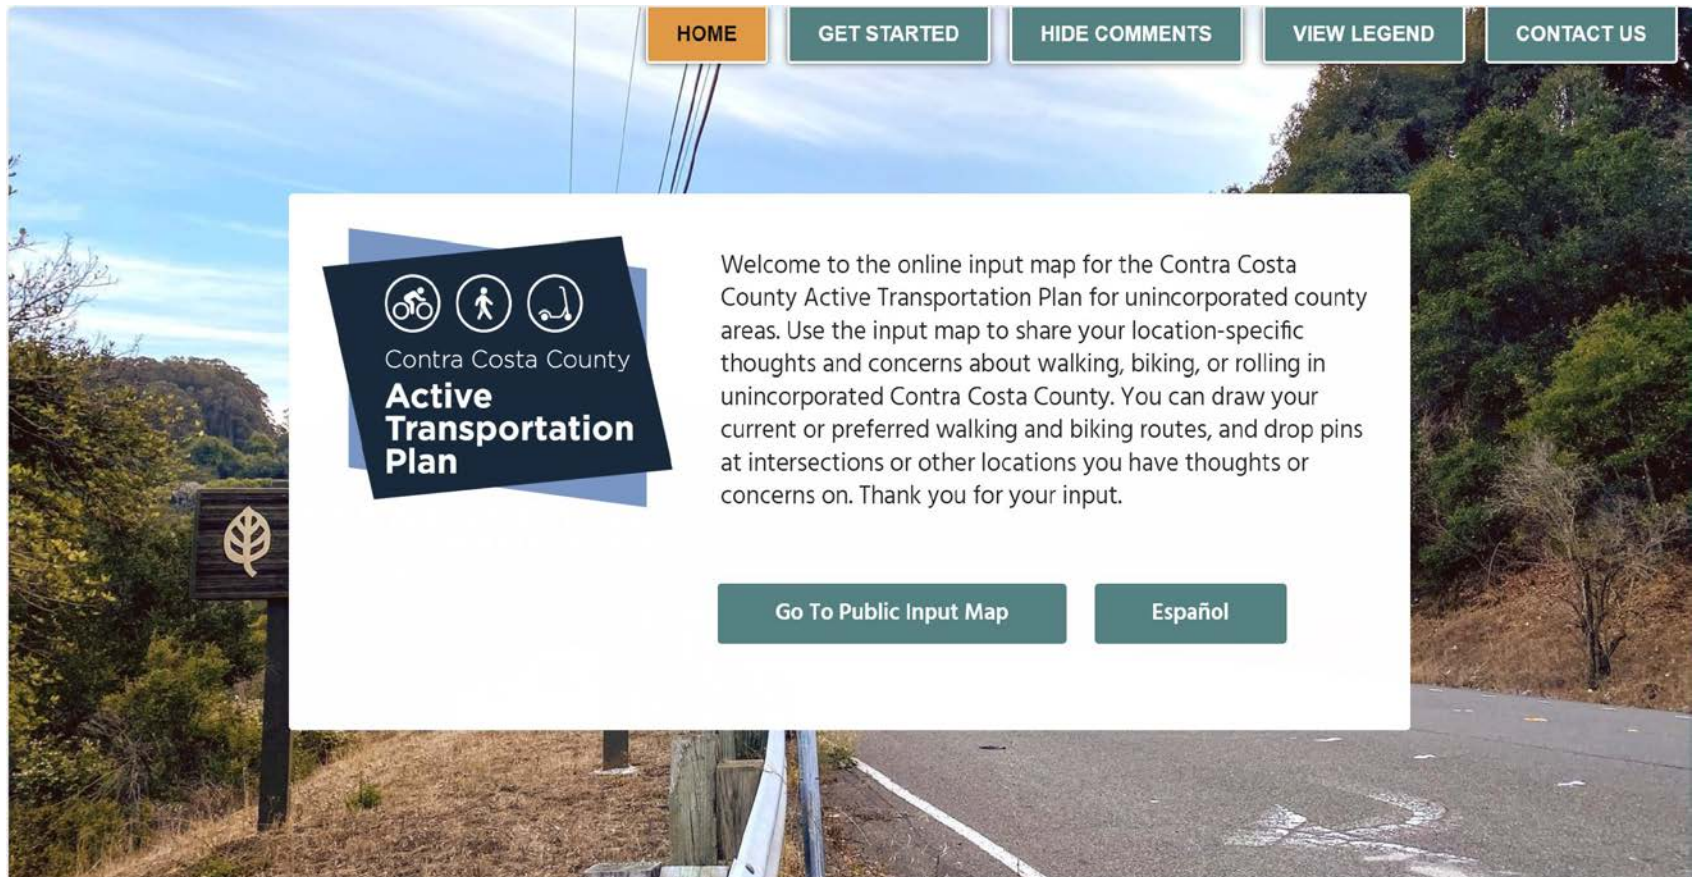 HOME
GET STARTED
HIDE COMMENTS
VIEW LEGEND
CONTACT US
Contra Costa County
Active
Transportation
Plan
Welcome to the online input map for the Contra Costa
County Active Transportation Plan for unincorporated county
areas. Use the input map to share your location-specific
thoughts and concerns about walking, biking, or rolling in
unincorporated Contra Costa County. You can draw your
current or preferred walking and biking routes, and drop pins
at intersections or other locations you have thoughts or
concerns on. Thank you for your input.
Go To Public Input Map
Español